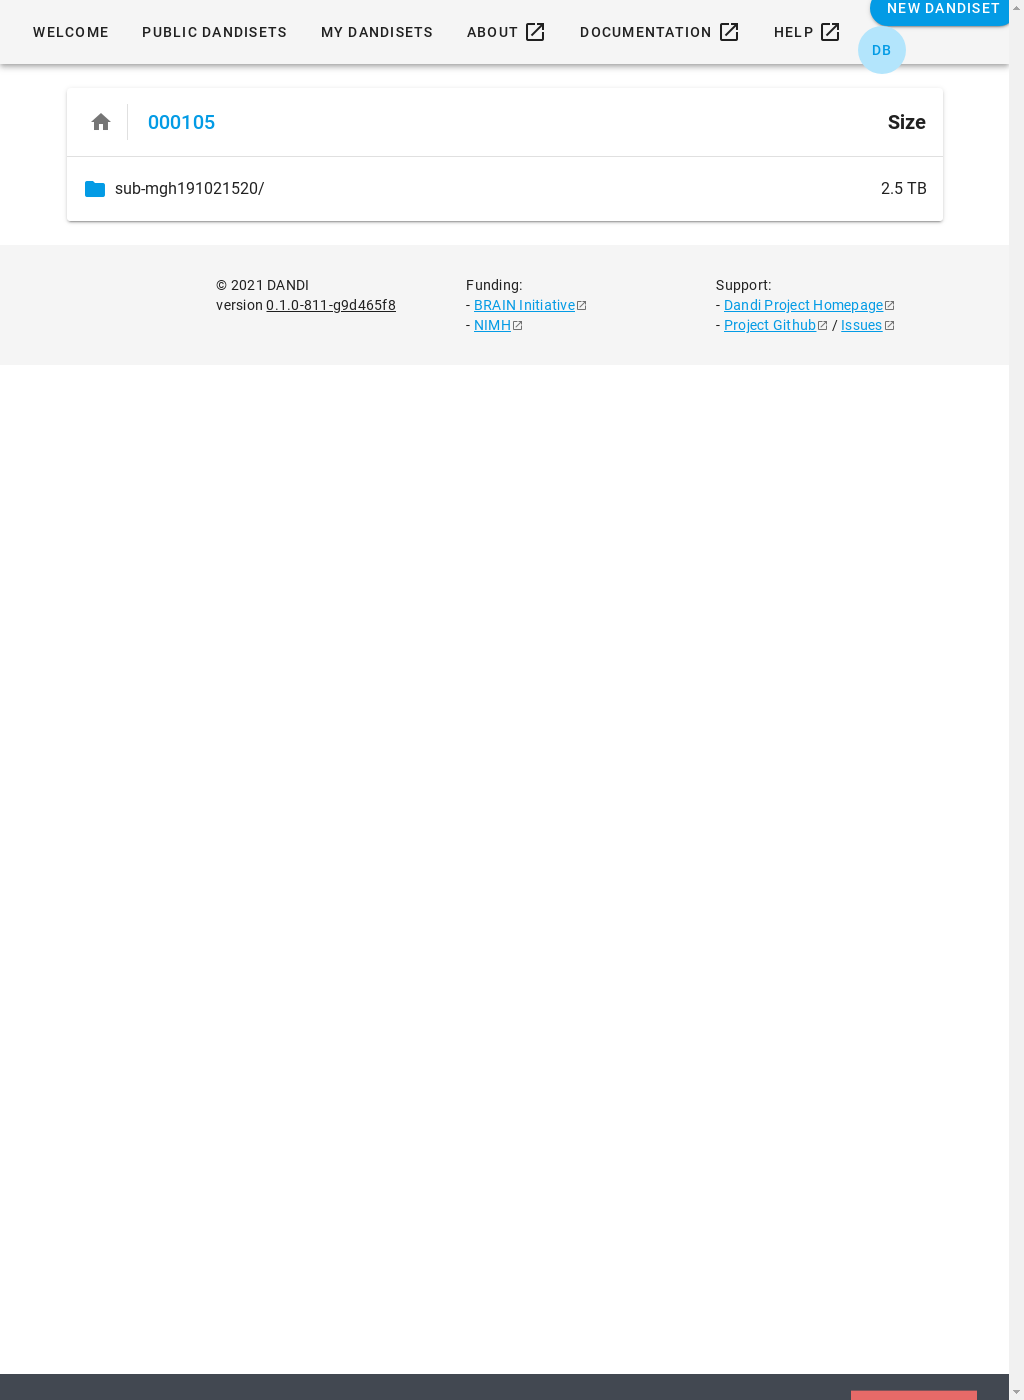 WELCOME PUBLIC DANDISETS MY DANDISETS ABOUT DOCUMENTATION HELP NEW DANDISET
DB
000105 Size
sub-mgh191021520/ 2.5 TB
© 2021 DANDI Funding: Support:
version 0.1.0-811-g9d465f8 - BRAIN Initiative - Dandi Project Homepage
- NIMH - Project Github / Issues